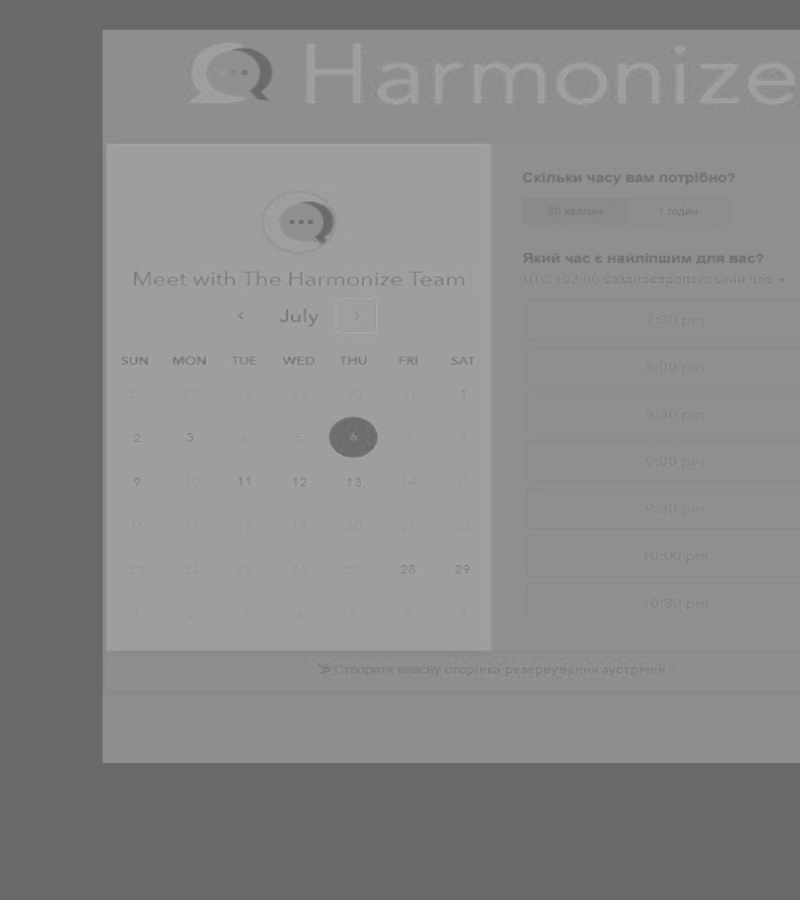 Harmonize
Meet with The Harmonize Team
‹ July ›
SUN MON TUE WED THU FRI SAT
26 27 28 29 30 31 1
2 3 4 5 6 7 8
9 10 11 12 13 14 15
16 17 18 19 20 21 22
23 24 25 26 27 28 29
1 2 3 4 5 6 7
Скільки часу вам потрібно?
30 хвилин 1 годин
Який час є найліпшим для вас?
UTC +03:00 Східноєвропейський час
7:30 pm
8:00 pm
8:30 pm
9:00 pm
9:30 pm
10:00 pm
10:30 pm
Створити власну сторінка резервування зустрічей